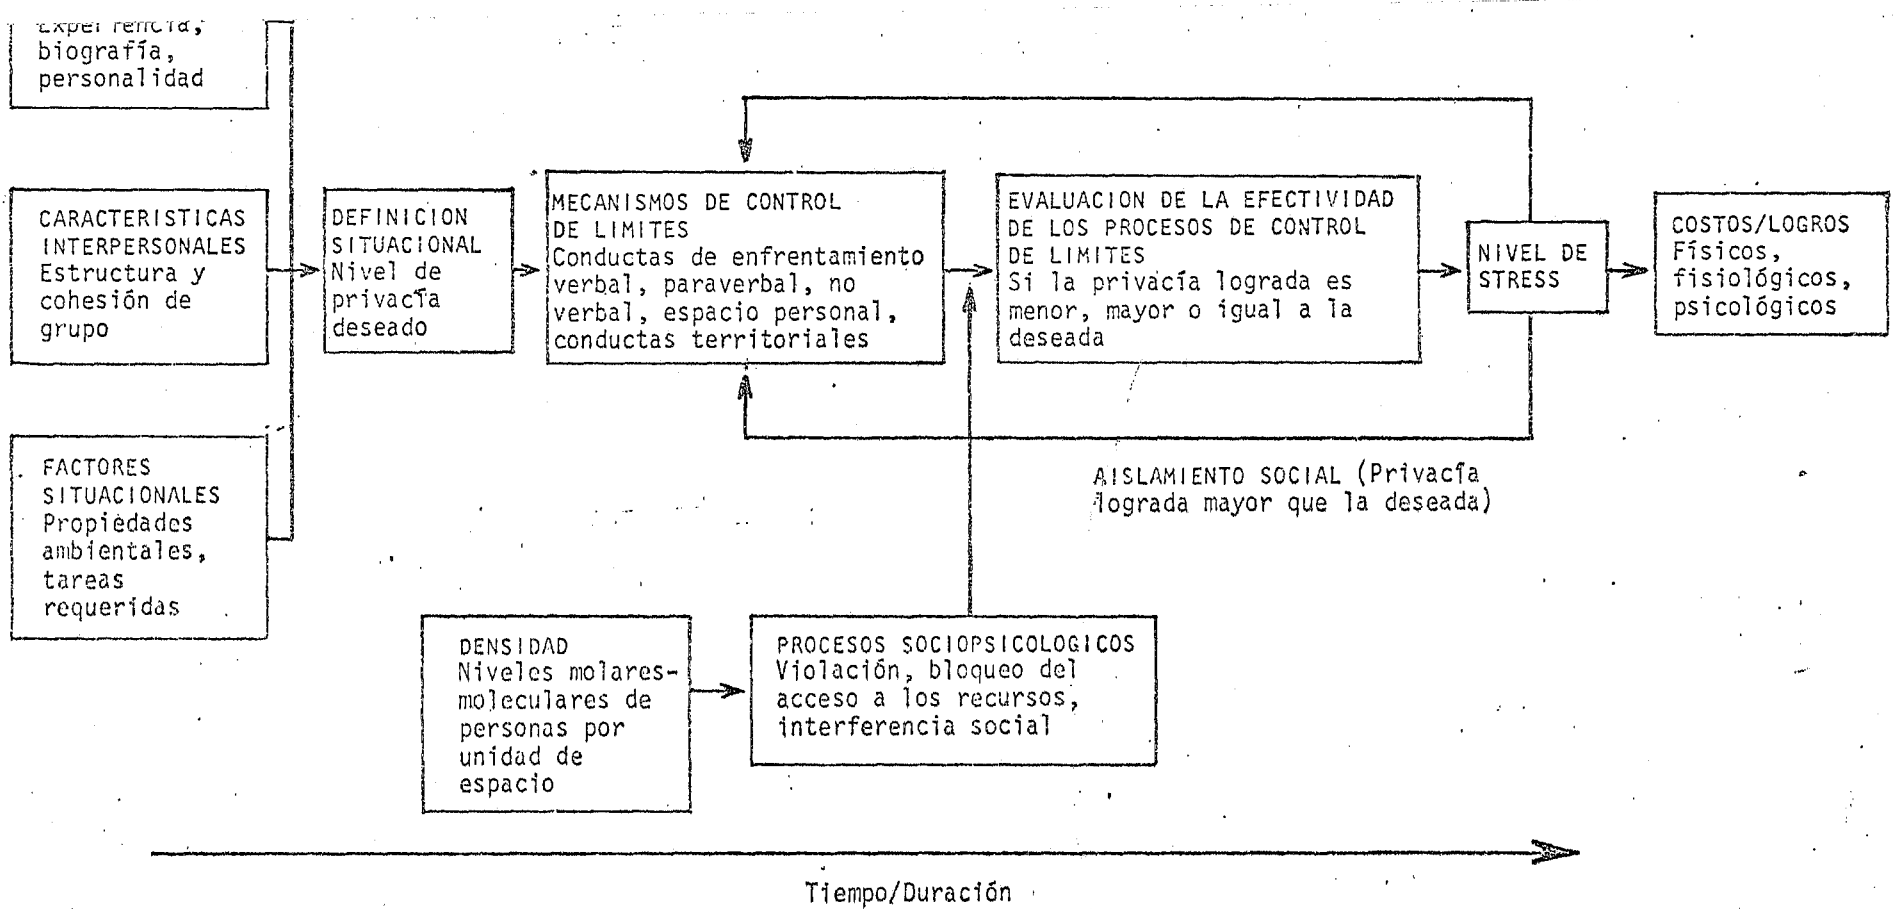 Experiencia,
biografía,
personalidad
CARACTERISTICAS
INTERPERSONALES
Estructura y
cohesión de
grupo
FACTORES
SITUACIONALES
Propiedades
ambientales,
tareas
requeridas
DEFINICION
SITUACIONAL
Nivel de
privacía
deseado
MECANISMOS DE CONTROL
DE LIMITES
Conductas de enfrentamiento
verbal, paraverbal, no
verbal, espacio personal,
conductas territoriales
EVALUACION DE LA EFECTIVIDAD
DE LOS PROCESOS DE CONTROL
DE LIMITES
Si la privacía lograda es
menor, mayor o igual a la
deseada
NIVEL DE
STRESS
COSTOS/LOGROS
Físicos,
fisiológicos,
psicológicos
AISLAMIENTO SOCIAL (Privacía
lograda mayor que la deseada)
DENSIDAD
Niveles molares-
moleculares de
personas por
unidad de
espacio
PROCESOS SOCIOPSICOLOGICOS
Violación, bloqueo del
acceso a los recursos,
interferencia social
Tiempo/Duración